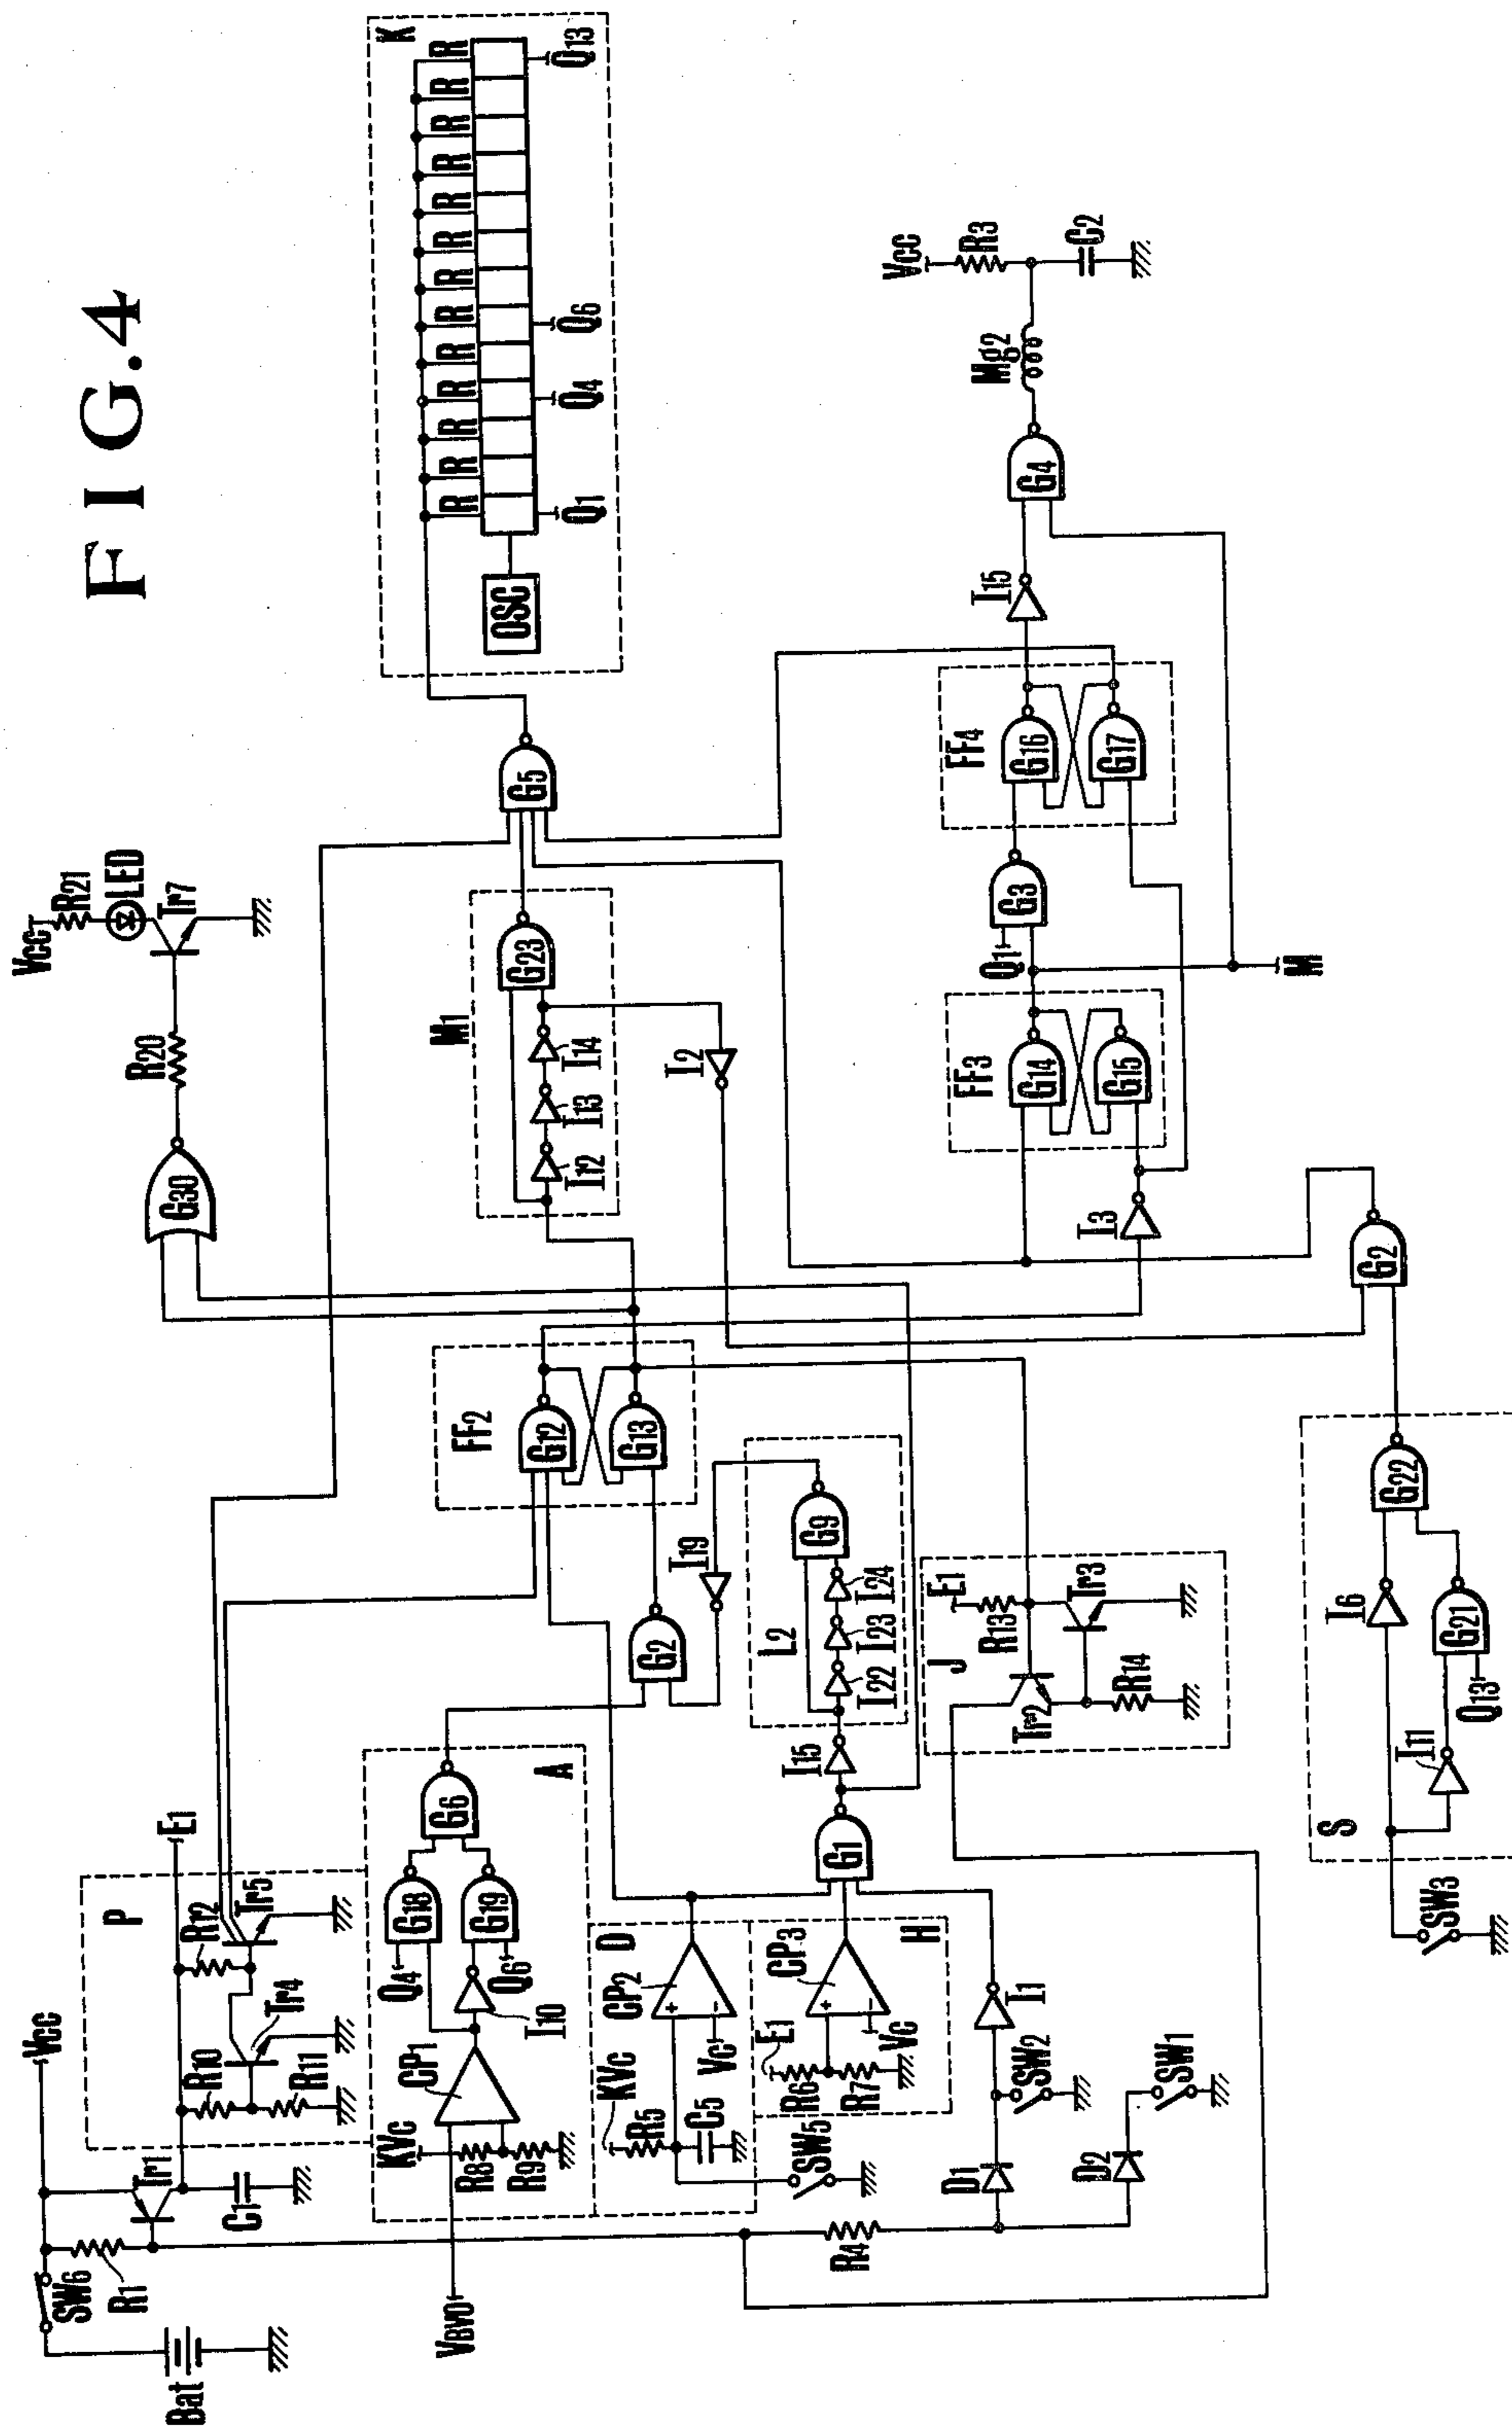 FIG.4
Bat
SW6
R1
Vcc
Tr1
C1
E1
P
R10
R11
Tr4
R12
Tr5
Vcc
R21
LED
Tr7
R20
G30
VBVD
KVc
R8
R9
CP1
I10
Q4
Q6
G18
G19
G6
A
KVc
R5
C5
SW5
CP2
Vc
D
E1
R6
R7
CP3
Vc
H
R4
D1
D2
SW2
SW1
I1
G1
I15
L2
I22
I23
I24
G9
I19
G2
FF2
G12
G13
M1
I12
I13
I14
G23
I2
G5
K
OSC
R R R R R R R R R R R R R
Q1
Q4
Q6
Q13
J
Tr2
R13
E1
Tr3
R14
S
SW3
I11
I6
Q13
G21
G22
G2
I3
FF3
G14
G15
Q1
G3
M
FF4
G16
G17
I15
G4
Mg2
Vcc
R3
C2